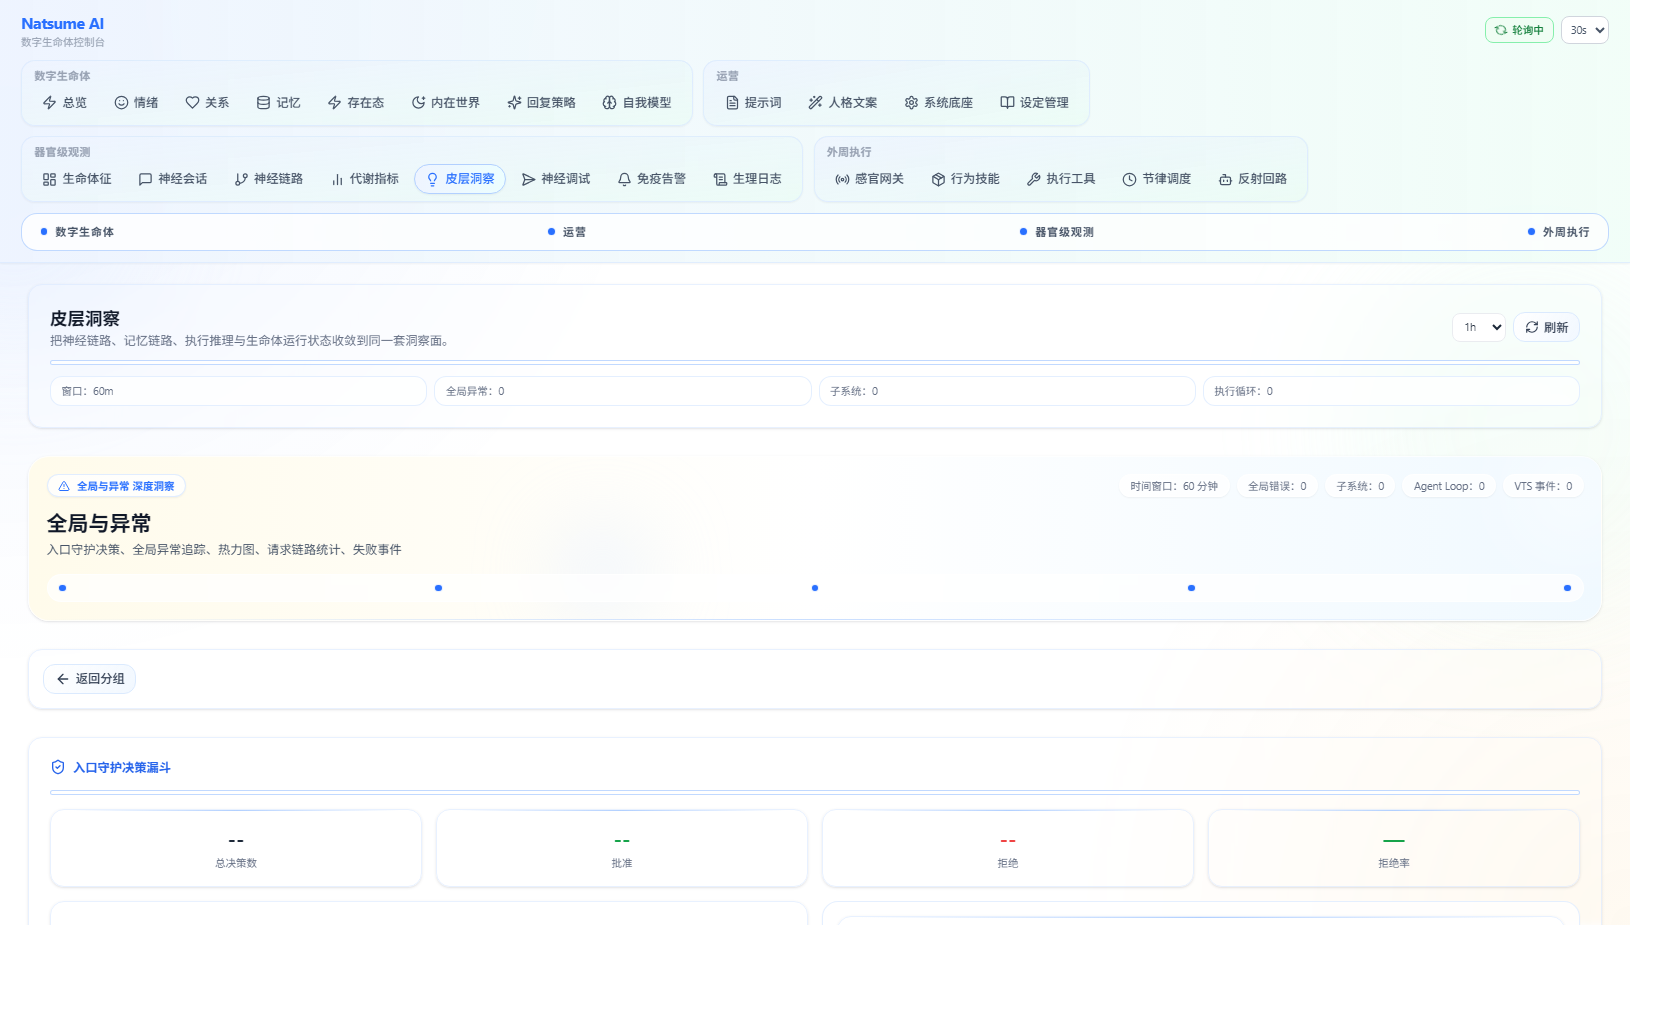 Natsume AI
数字生命体控制台
轮询中
30s
数字生命体
总览 情绪 关系 记忆 存在态 内在世界 回复策略 自我模型
运营
提示词 人格文案 系统底座 设定管理
器官级观测
生命体征 神经会话 神经链路 代谢指标 皮层洞察 神经调试 免疫告警 生理日志
外周执行
感官网关 行为技能 执行工具 节律调度 反射回路
数字生命体 运营 器官级观测 外周执行
皮层洞察
把神经链路、记忆链路、执行推理与生命体运行状态收敛到同一套洞察面。
1h
刷新
窗口：60m
全局异常：0
子系统：0
执行循环：0
全局与异常 深度洞察
时间窗口：60 分钟
全局错误：0
子系统：0
Agent Loop：0
VTS 事件：0
全局与异常
入口守护决策、全局异常追踪、热力图、请求链路统计、失败事件
返回分组
入口守护决策漏斗
--
总决策数
--
批准
--
拒绝
—
拒绝率